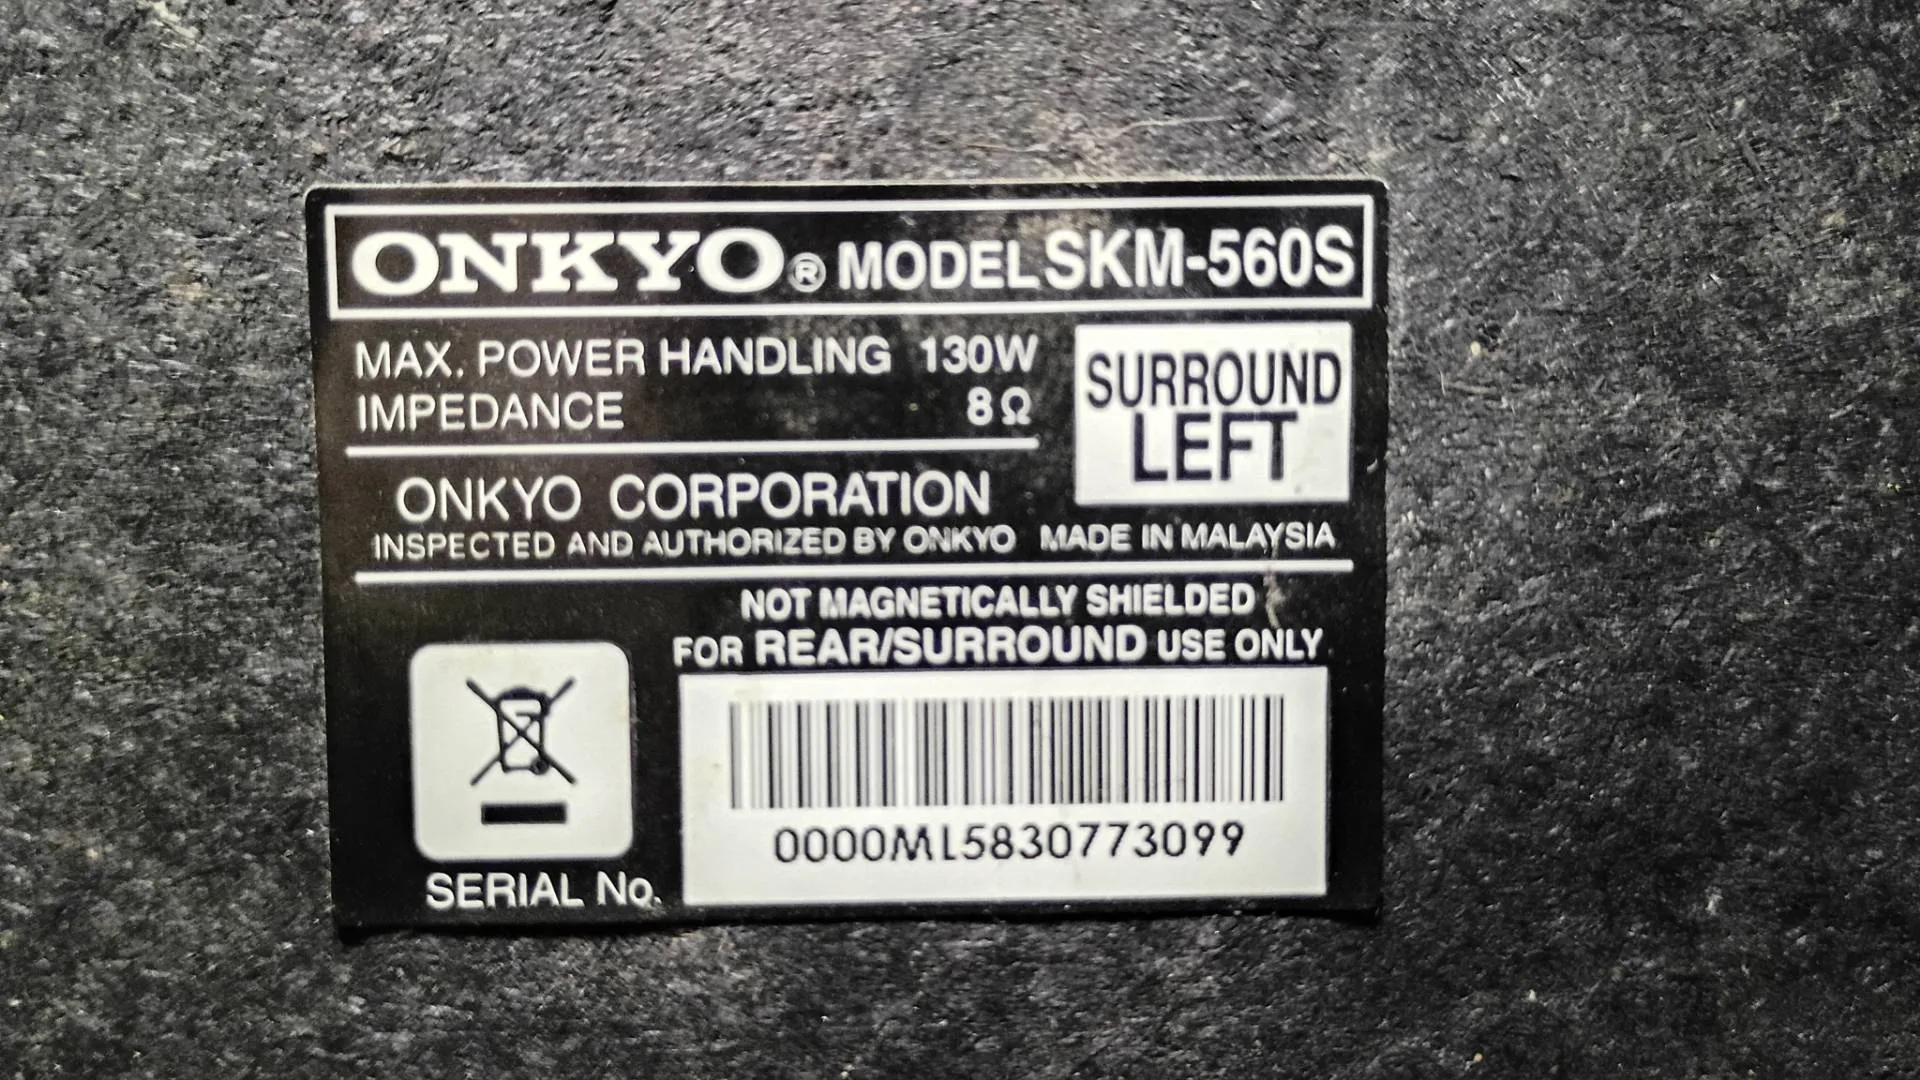 ONKYO® MODEL SKM-560S
MAX. POWER HANDLING 130W
IMPEDANCE 8Ω
SURROUND
LEFT
ONKYO CORPORATION
INSPECTED AND AUTHORIZED BY ONKYO MADE IN MALAYSIA
NOT MAGNETICALLY SHIELDED
FOR REAR/SURROUND USE ONLY
0000ML5830773099
SERIAL No.